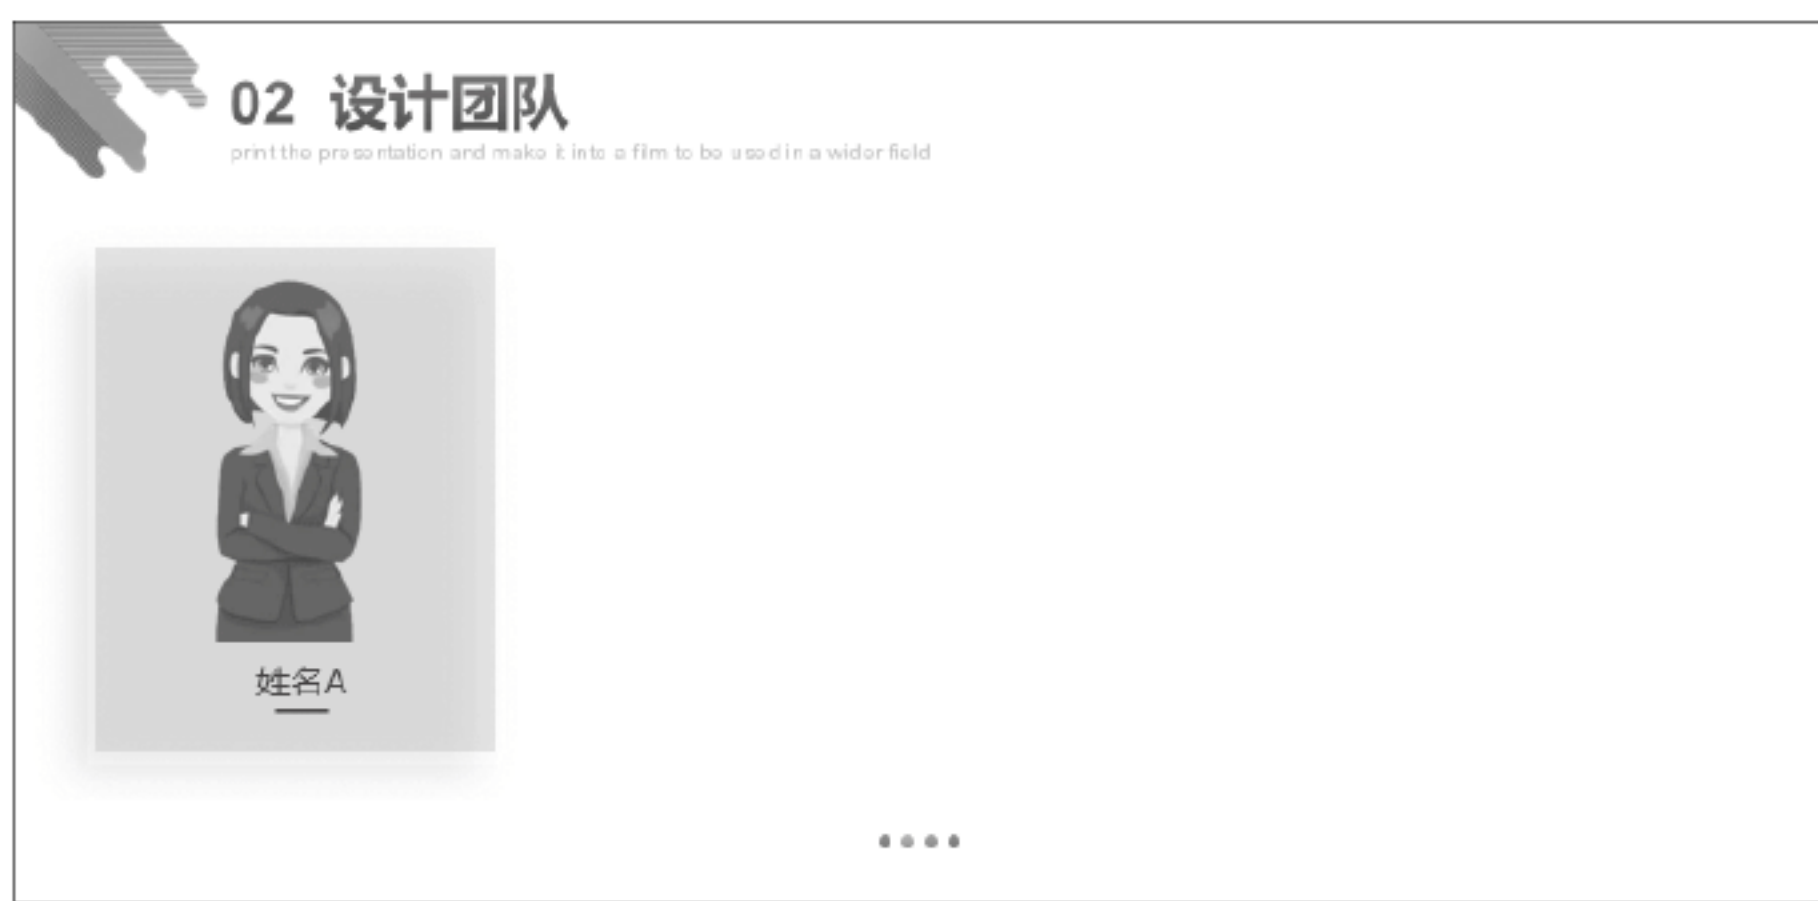 02 设计团队
print the presentation and make it into a film to be used in a wider field
姓名A